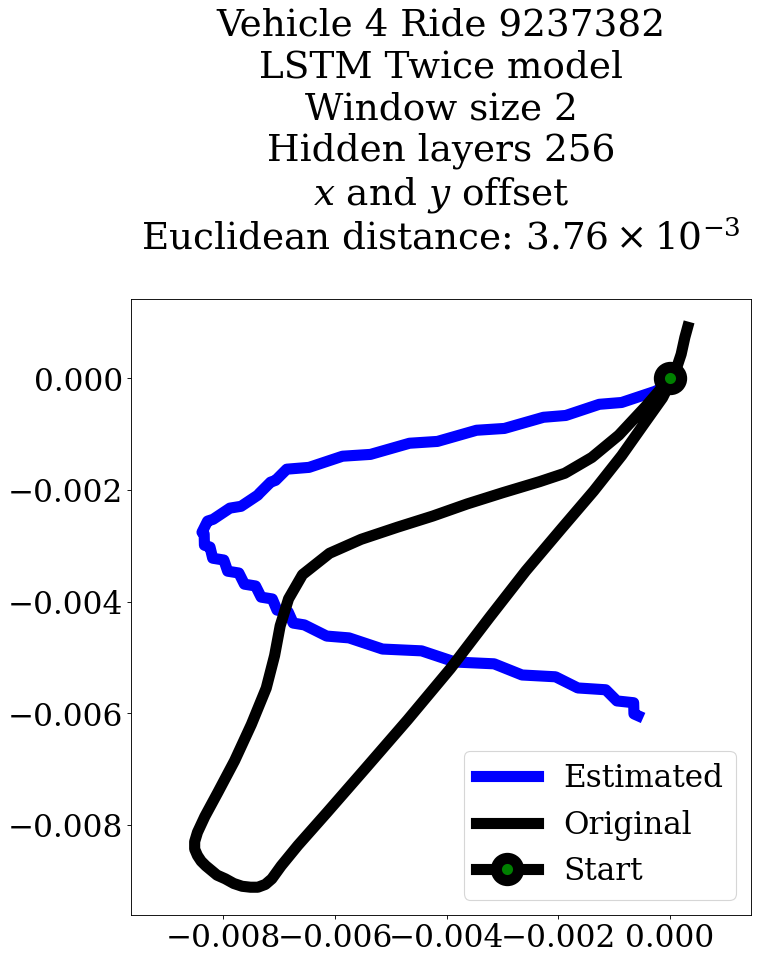 Vehicle 4 Ride 9237382
LSTM Twice model
Window size 2
Hidden layers 256
x and y offset
Euclidean distance: 3.76 × 10⁻³
0.000
−0.002
−0.004
−0.006
−0.008
Estimated
Original
Start
−0.008 −0.006 −0.004 −0.002 0.000